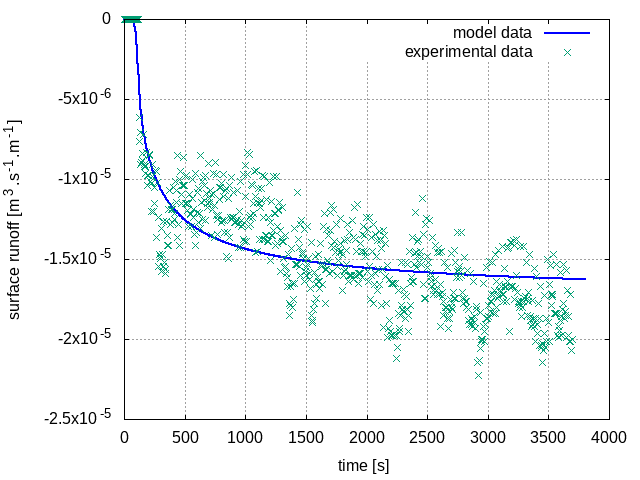 model data
experimental data
0
-5x10⁻⁶
-1x10⁻⁵
-1.5x10⁻⁵
-2x10⁻⁵
-2.5x10⁻⁵
surface runoff [m³.s⁻¹.m⁻¹]
0 500 1000 1500 2000 2500 3000 3500 4000
time [s]